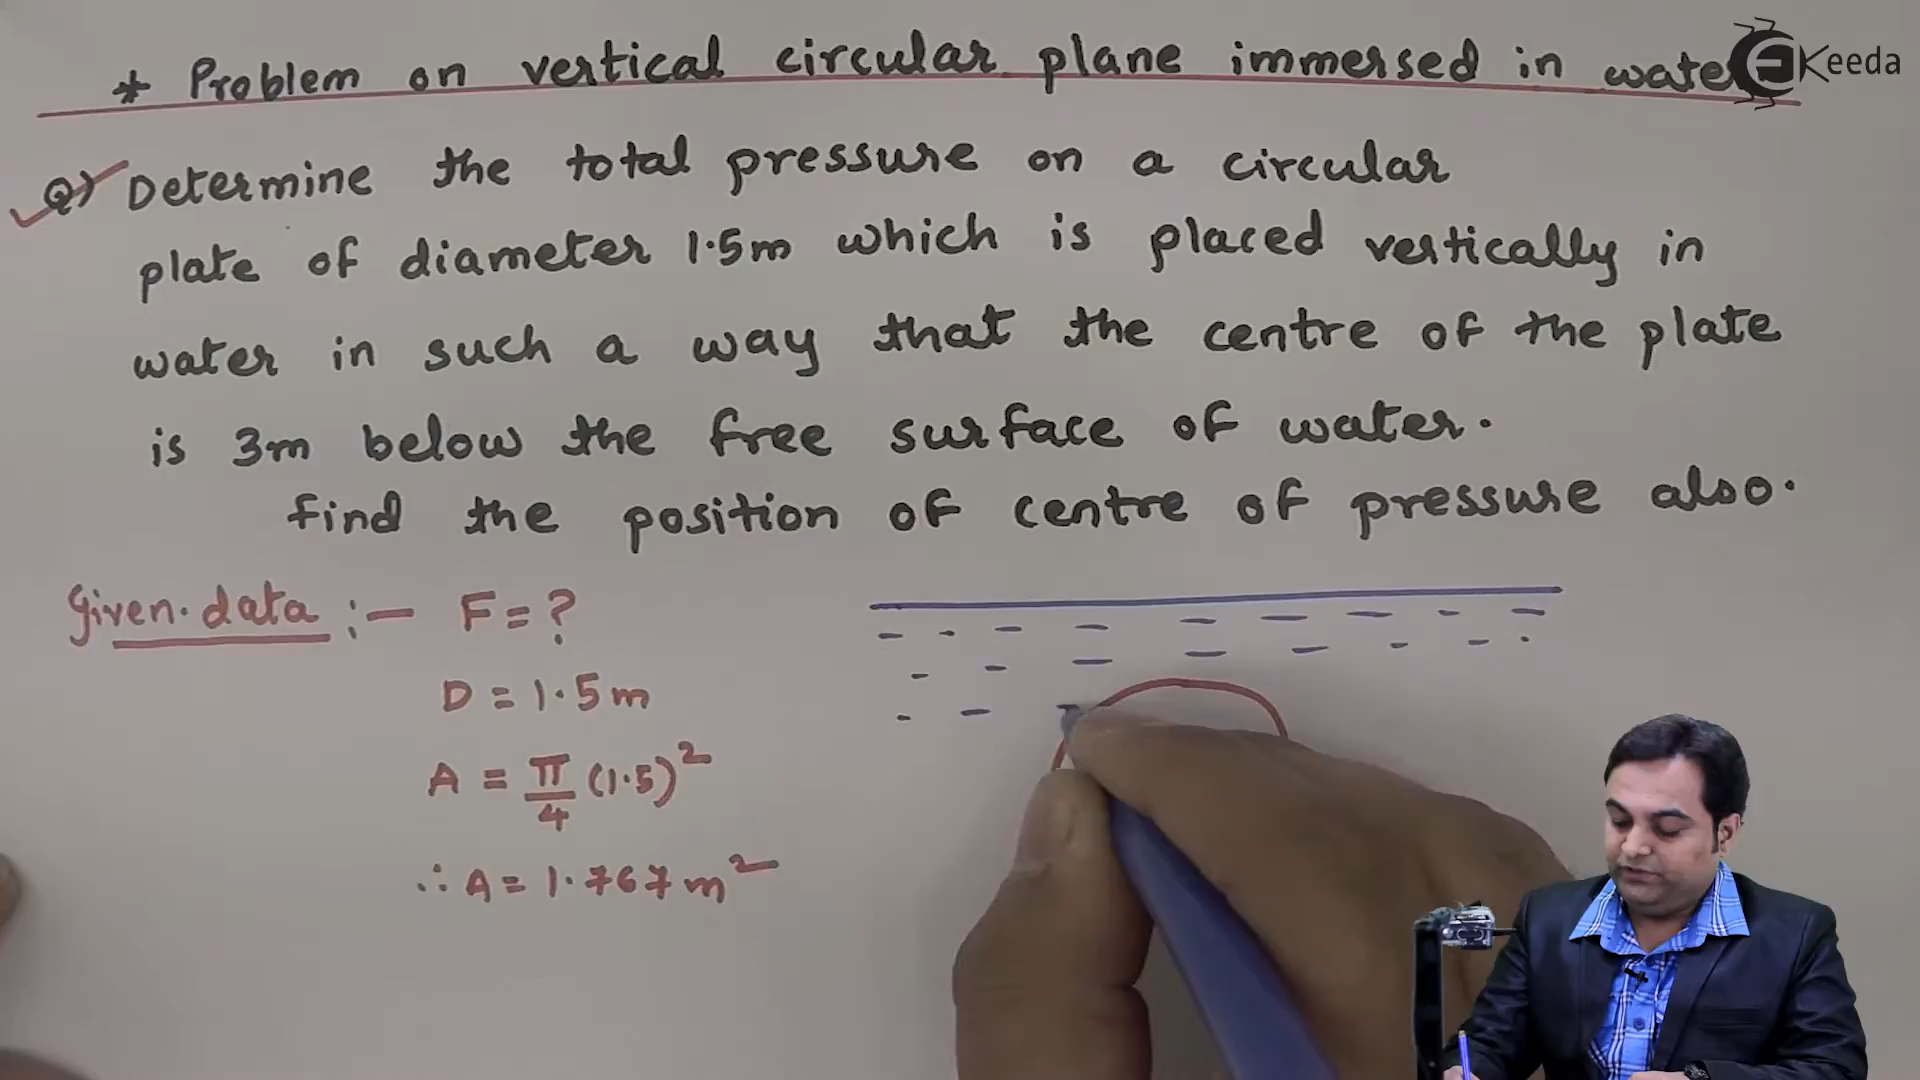 * Problem on vertical circular plane immersed in water
Keeda
Q) Determine the total pressure on a circular
plate of diameter 1.5m which is placed vertically in
water in such a way that the centre of the plate
is 3m below the free surface of water.
find the position of centre of pressure also.
Given data :- F = ?
D = 1.5m
A = π/4 (1.5)²
∴ A = 1.767 m²